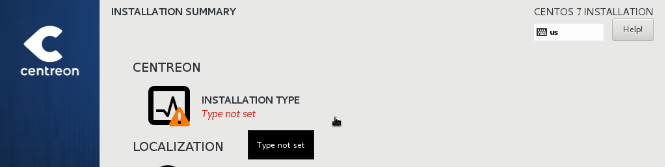 INSTALLATION SUMMARY
CENTOS 7 INSTALLATION
us
Help!
centreon
CENTREON
INSTALLATION TYPE
Type not set
LOCALIZATION
Type not set